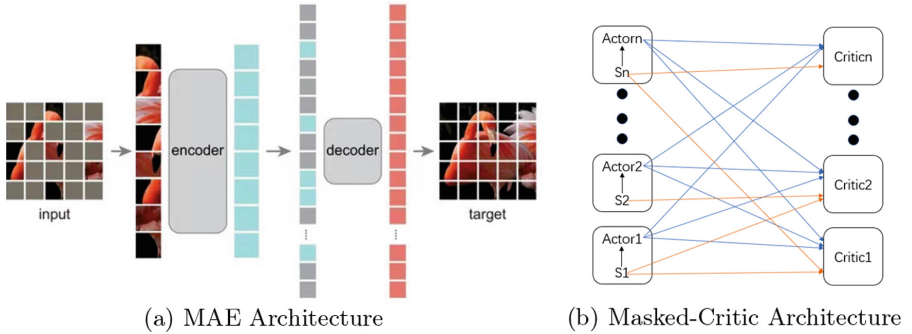 input
encoder
decoder
target
(a) MAE Architecture
Actorn
Sn
Criticn
Actor2
S2
Critic2
Actor1
S1
Critic1
(b) Masked-Critic Architecture